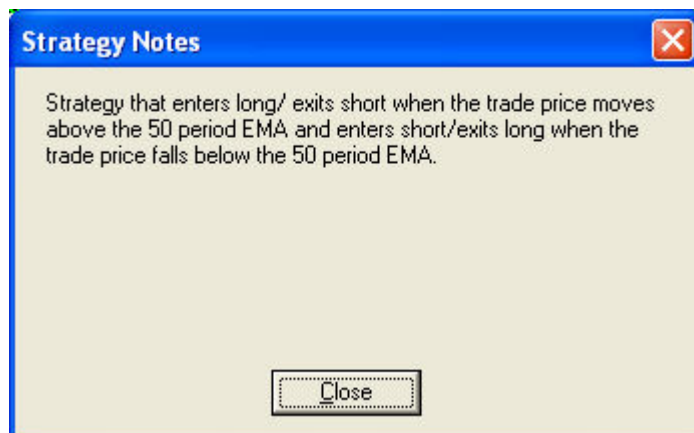 Strategy Notes
Strategy that enters long/ exits short when the trade price moves
above the 50 period EMA and enters short/exits long when the
trade price falls below the 50 period EMA.
Close